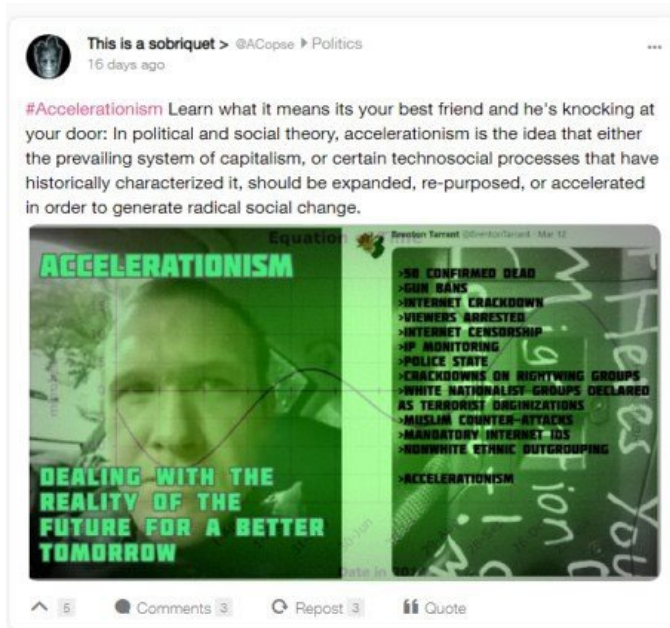 This is a sobriquet > @ACopse ▸ Politics
16 days ago
#Accelerationism Learn what it means its your best friend and he's knocking at
your door: In political and social theory, accelerationism is the idea that either
the prevailing system of capitalism, or certain technosocial processes that have
historically characterized it, should be expanded, re-purposed, or accelerated
in order to generate radical social change.
Equation
ACCELERATIONISM
DEALING WITH THE
REALITY OF THE
FUTURE FOR A BETTER
TOMORROW
Brenton Tarrant @BrentonTarrant · Mar 12
>50 CONFIRMED DEAD
>GUN BANS
>INTERNET CRACKDOWN
>VIEWERS ARRESTED
>INTERNET CENSORSHIP
>IP MONITORING
>POLICE STATE
>CRACKDOWNS ON RIGHTWING GROUPS
>WHITE NATIONALIST GROUPS DECLARED
AS TERRORIST ORGINIZATIONS
>MUSLIM COUNTER-ATTACKS
>MANDATORY INTERNET IDS
>NONWHITE ETHNIC OUTGROUPING
>ACCELERATIONISM
Here's Your
Migration
Date in
5 Comments 3 Repost 3 Quote